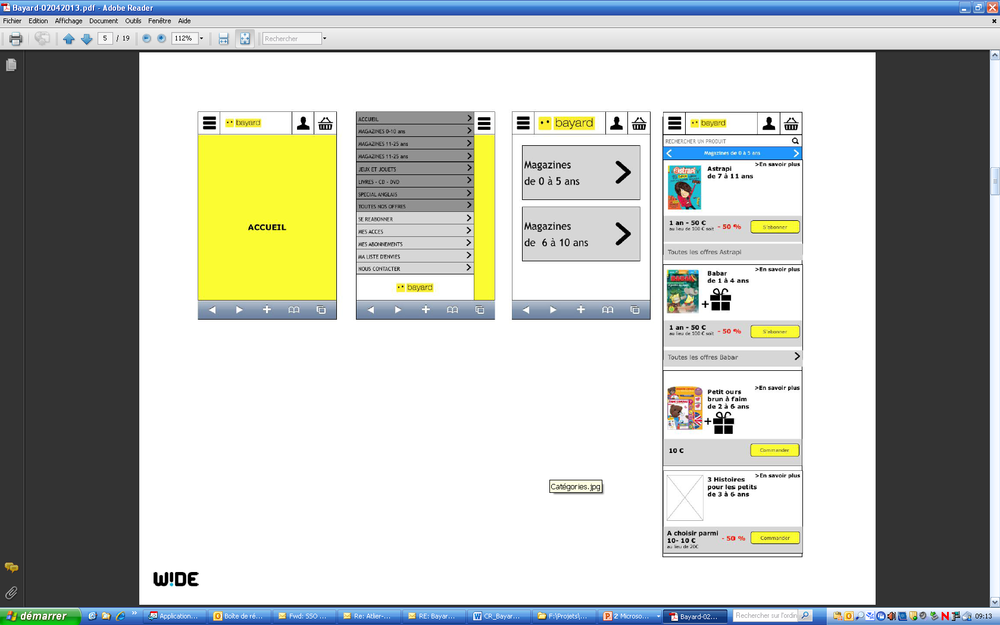 Bayard-02042013.pdf - Adobe Reader
Fichier Edition Affichage Document Outils Fenêtre Aide
5 / 19 112% Rechercher
bayard
ACCUEIL
ACCUEIL
MAGAZINES 0-10 ans
MAGAZINES 11-25 ans
MAGAZINES 11-25 ans
JEUX ET JOUETS
LIVRES - CD - DVD
SPECIAL ANGLAIS
TOUTES NOS OFFRES
SE REABONNER
MES ACCES
MES ABONNEMENTS
MA LISTE D'ENVIES
NOUS CONTACTER
bayard
bayard
Magazines
de 0 à 5 ans
Magazines
de 6 à 10 ans
bayard
RECHERCHER UN PRODUIT
Magazines de 0 à 5 ans
>En savoir plus
Astrapi
de 7 à 11 ans
astrapi
1 an - 50 €
au lieu de 100 € soit - 50 %
S'abonner
Toutes les offres Astrapi
>En savoir plus
Babar
de 1 à 4 ans
BABAR
+
1 an - 50 €
au lieu de 100 € soit - 50 %
S'abonner
Toutes les offres Babar
>En savoir plus
Petit ours
brun à faim
de 2 à 6 ans
+
10 €
Commander
>En savoir plus
3 Histoires
pour les petits
de 3 à 6 ans
A choisir parmi
10- 10 € - 50 %
au lieu de 20€
Commander
Catégories.jpg
W!DE
démarrer
Application...
Boîte de ré...
Fwd: SSO ...
Re: Atlier-...
RE: Bayar...
CR_Bayar...
F:\Projets\...
2 Microso...
Bayard-02...
Rechercher sur l'ordin
09:13